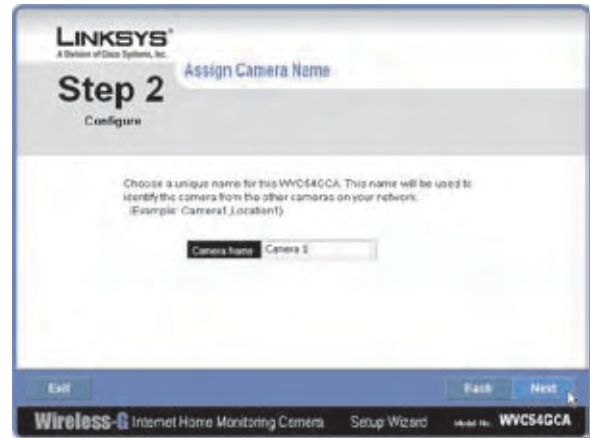 LINKSYS®
A Division of Cisco Systems, Inc.
Step 2
Configure
Assign Camera Name
Choose a unique name for this WVC54GCA. This name will be used to
identify the camera from the other cameras on your network.
(Example: Camera1,Location1)
Camera Name
Camera 1
Exit
Back
Next
Wireless-G Internet Home Monitoring Camera
Setup Wizard
Model No. WVC54GCA